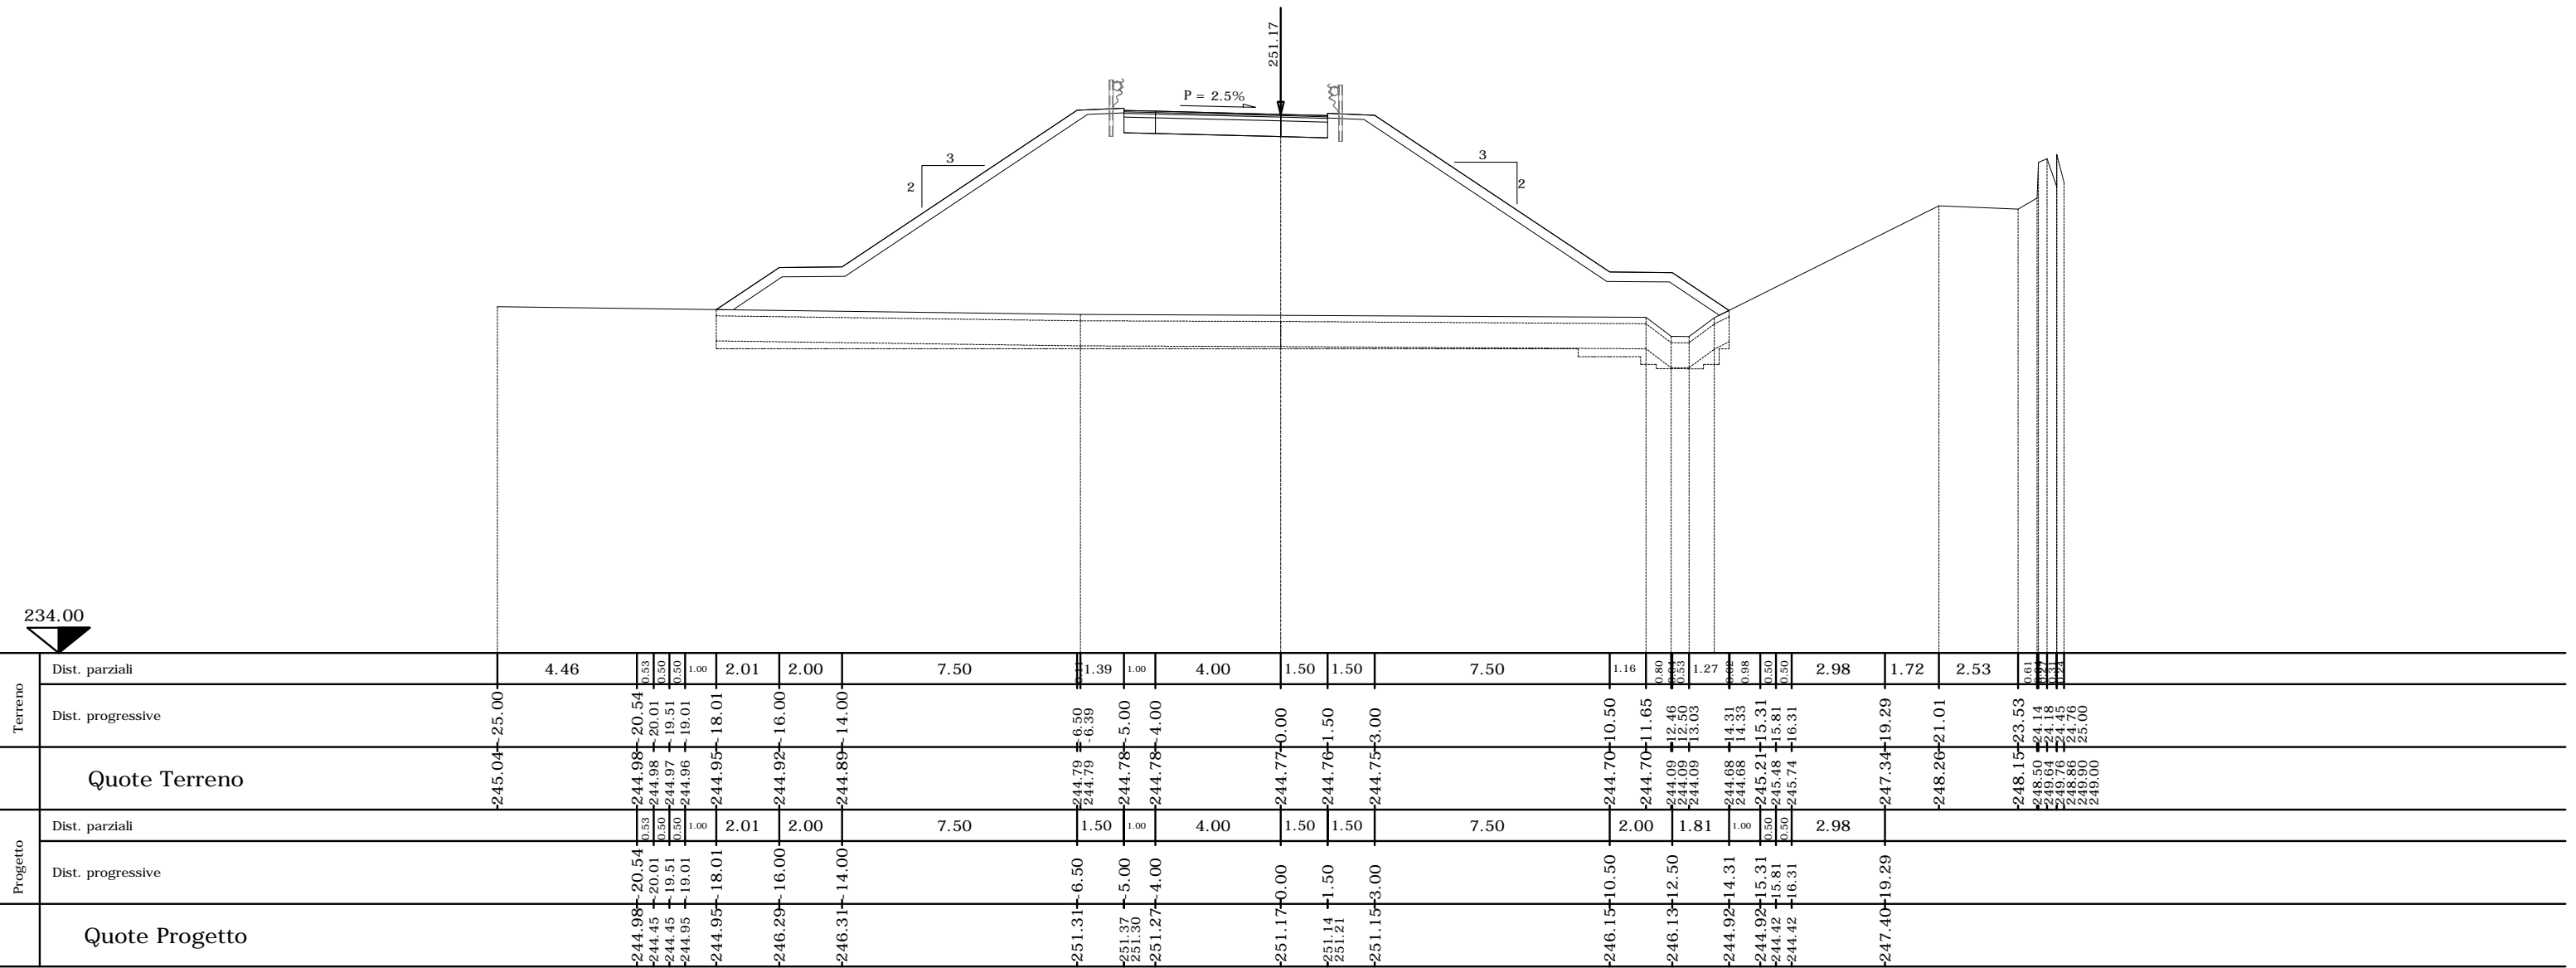 251.17
P = 2.5%
3
2
3
2
234.00
Terreno
Dist. parziali
4.46 0.53 0.50 0.50 1.00 2.01 2.00 7.50 1.39 1.00 4.00 1.50 1.50 7.50 1.16 0.80 0.53 1.27 0.98 0.50 0.50 2.98 1.72 2.53 0.61 0.31 0.24
Dist. progressive
-25.00 -20.54 -20.01 -19.51 -19.01 -18.01 -16.00 -14.00 -6.50 -6.39 -5.00 -4.00 0.00 1.50 3.00 10.50 11.65 12.46 12.50 13.03 14.31 14.33 15.31 15.81 16.31 19.29 21.01 23.53 24.14 24.18 24.45 24.76 25.00
Quote Terreno
245.04 244.98 244.98 244.97 244.96 244.95 244.92 244.89 244.79 244.79 244.78 244.78 244.77 244.76 244.75 244.70 244.70 244.09 244.09 244.09 244.68 244.68 245.21 245.48 245.74 247.34 248.26 248.15 248.50 249.64 249.76 248.86 249.90 249.00
Progetto
Dist. parziali
0.53 0.50 0.50 1.00 2.01 2.00 7.50 1.50 1.00 4.00 1.50 1.50 7.50 2.00 1.81 1.00 0.50 0.50 2.98
Dist. progressive
-20.54 -20.01 -19.51 -19.01 -18.01 -16.00 -14.00 -6.50 -5.00 -4.00 0.00 1.50 3.00 10.50 12.50 14.31 15.31 15.81 16.31 19.29
Quote Progetto
244.98 244.45 244.45 244.95 244.95 246.29 246.31 251.31 251.37 251.30 251.27 251.17 251.14 251.21 251.15 246.15 246.13 244.92 244.92 244.42 244.42 247.40